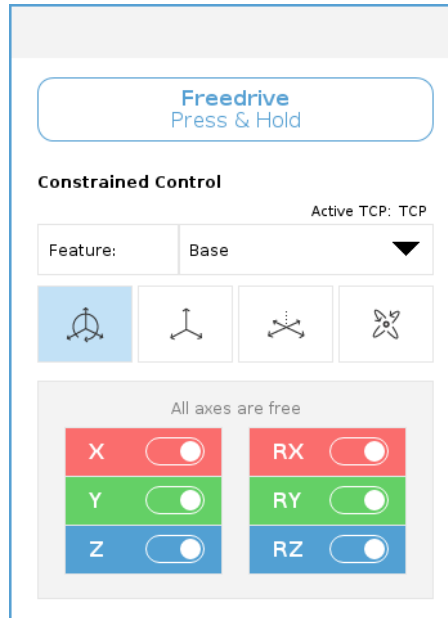 Freedrive
Press & Hold
Constrained Control
Active TCP: TCP
Feature: Base
All axes are free
X RX
Y RY
Z RZ